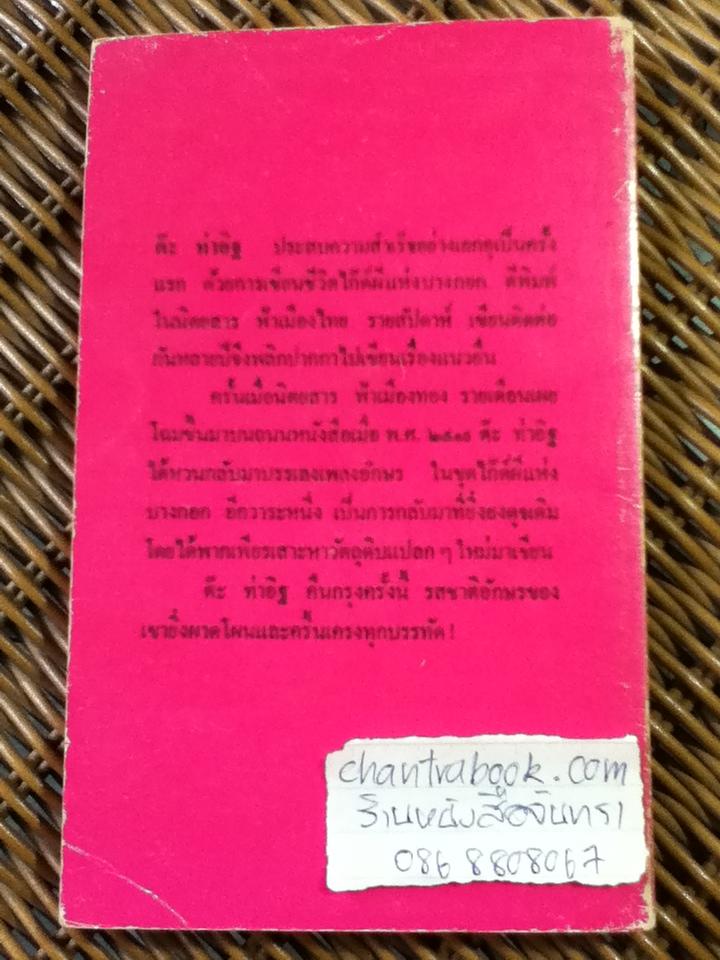 ต๊ะ ท่าอิฐ ประสบความสำเร็จอย่างเอกอุเป็นครั้ง
แรก ด้วยการเขียนชีวิตไก๊ด์ผีแห่งบางกอก ตีพิมพ์
ในนิตยสาร ฟ้าเมืองไทย รายสัปดาห์ เขียนติดต่อ
กันหลายปีจึงพลิกปากกาไปเขียนเรื่องแนวอื่น
ครั้นเมื่อนิตยสาร ฟ้าเมืองทอง รายเดือนเผย
โฉมขึ้นมาบนถนนหนังสือเมื่อ พ.ศ. ต๊ะ ท่าอิฐ
ได้หวนกลับมาบรรเลงเพลงอักษร ในชุดไก๊ด์ผีแห่ง
บางกอก อีกวาระหนึ่ง เป็นการกลับมาที่ยิ่งยงดุจเดิม
โดยได้พากเพียรเสาะหาวัตถุดิบแปลก ๆ ใหม่มาเขียน
ต๊ะ ท่าอิฐ คืนกรุงครั้งนี้ รสชาติอักษรของ
เขายิ่งผาดโผนและครื้นเครงทุกบรรทัด!
chantrabook.com
ร้านหนังสือจันทรา
086 8808067